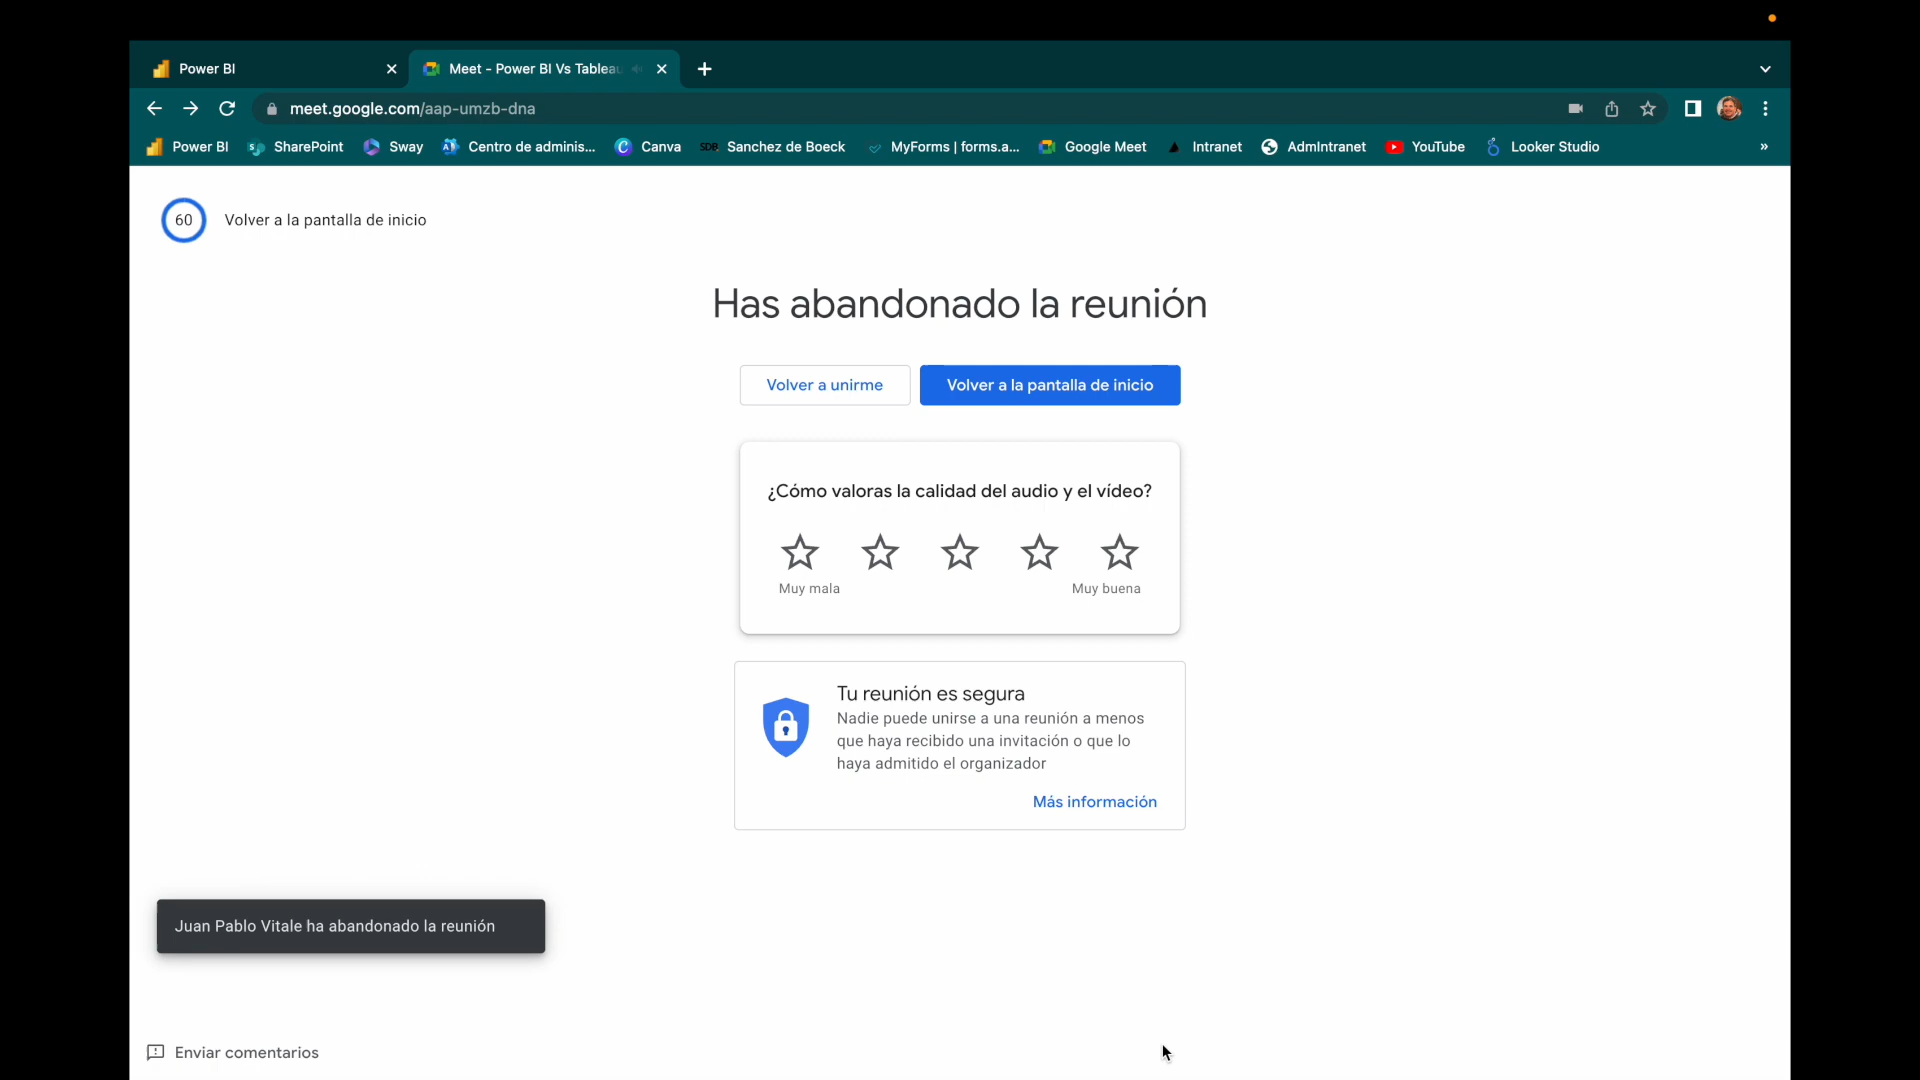 Power BI
Meet - Power BI Vs Tableau
meet.google.com/aap-umzb-dna
Power BI
SharePoint
Sway
Centro de adminis...
Canva
SDB Sanchez de Boeck
MyForms | forms.a...
Google Meet
Intranet
AdmIntranet
YouTube
Looker Studio
»
60 Volver a la pantalla de inicio
Has abandonado la reunión
Volver a unirme
Volver a la pantalla de inicio
¿Cómo valoras la calidad del audio y el vídeo?
Muy mala
Muy buena
Tu reunión es segura
Nadie puede unirse a una reunión a menos
que haya recibido una invitación o que lo
haya admitido el organizador
Más información
Juan Pablo Vitale ha abandonado la reunión
Enviar comentarios